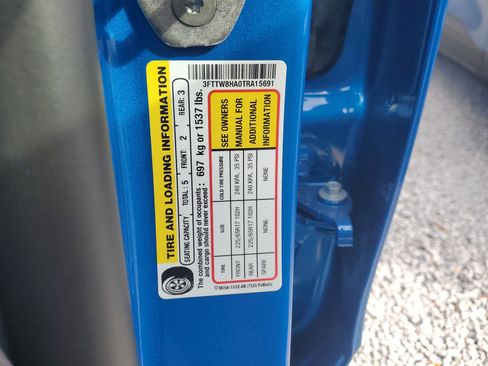 3FTTW8HA0TRA15691
TIRE AND LOADING INFORMATION
SEATING CAPACITY TOTAL: 5 FRONT: 2 REAR: 3
The combined weight of occupants
and cargo should never exceed : 697 kg or 1537 lbs.
TIRE SIZE COLD TIRE PRESSURE
FRONT 225/65R17 102H 240 KPA, 35 PSI
REAR 225/65R17 102H 240 KPA, 35 PSI
SPARE NONE NONE
SEE OWNERS
MANUAL FOR
ADDITIONAL
INFORMATION